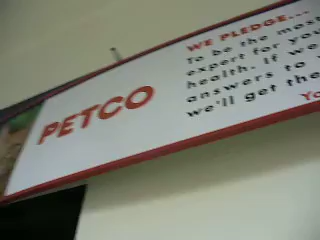 PETCO
WE PLEDGE...
To be the most
expert for you
health. If we
answers to
we'll get the
Yo